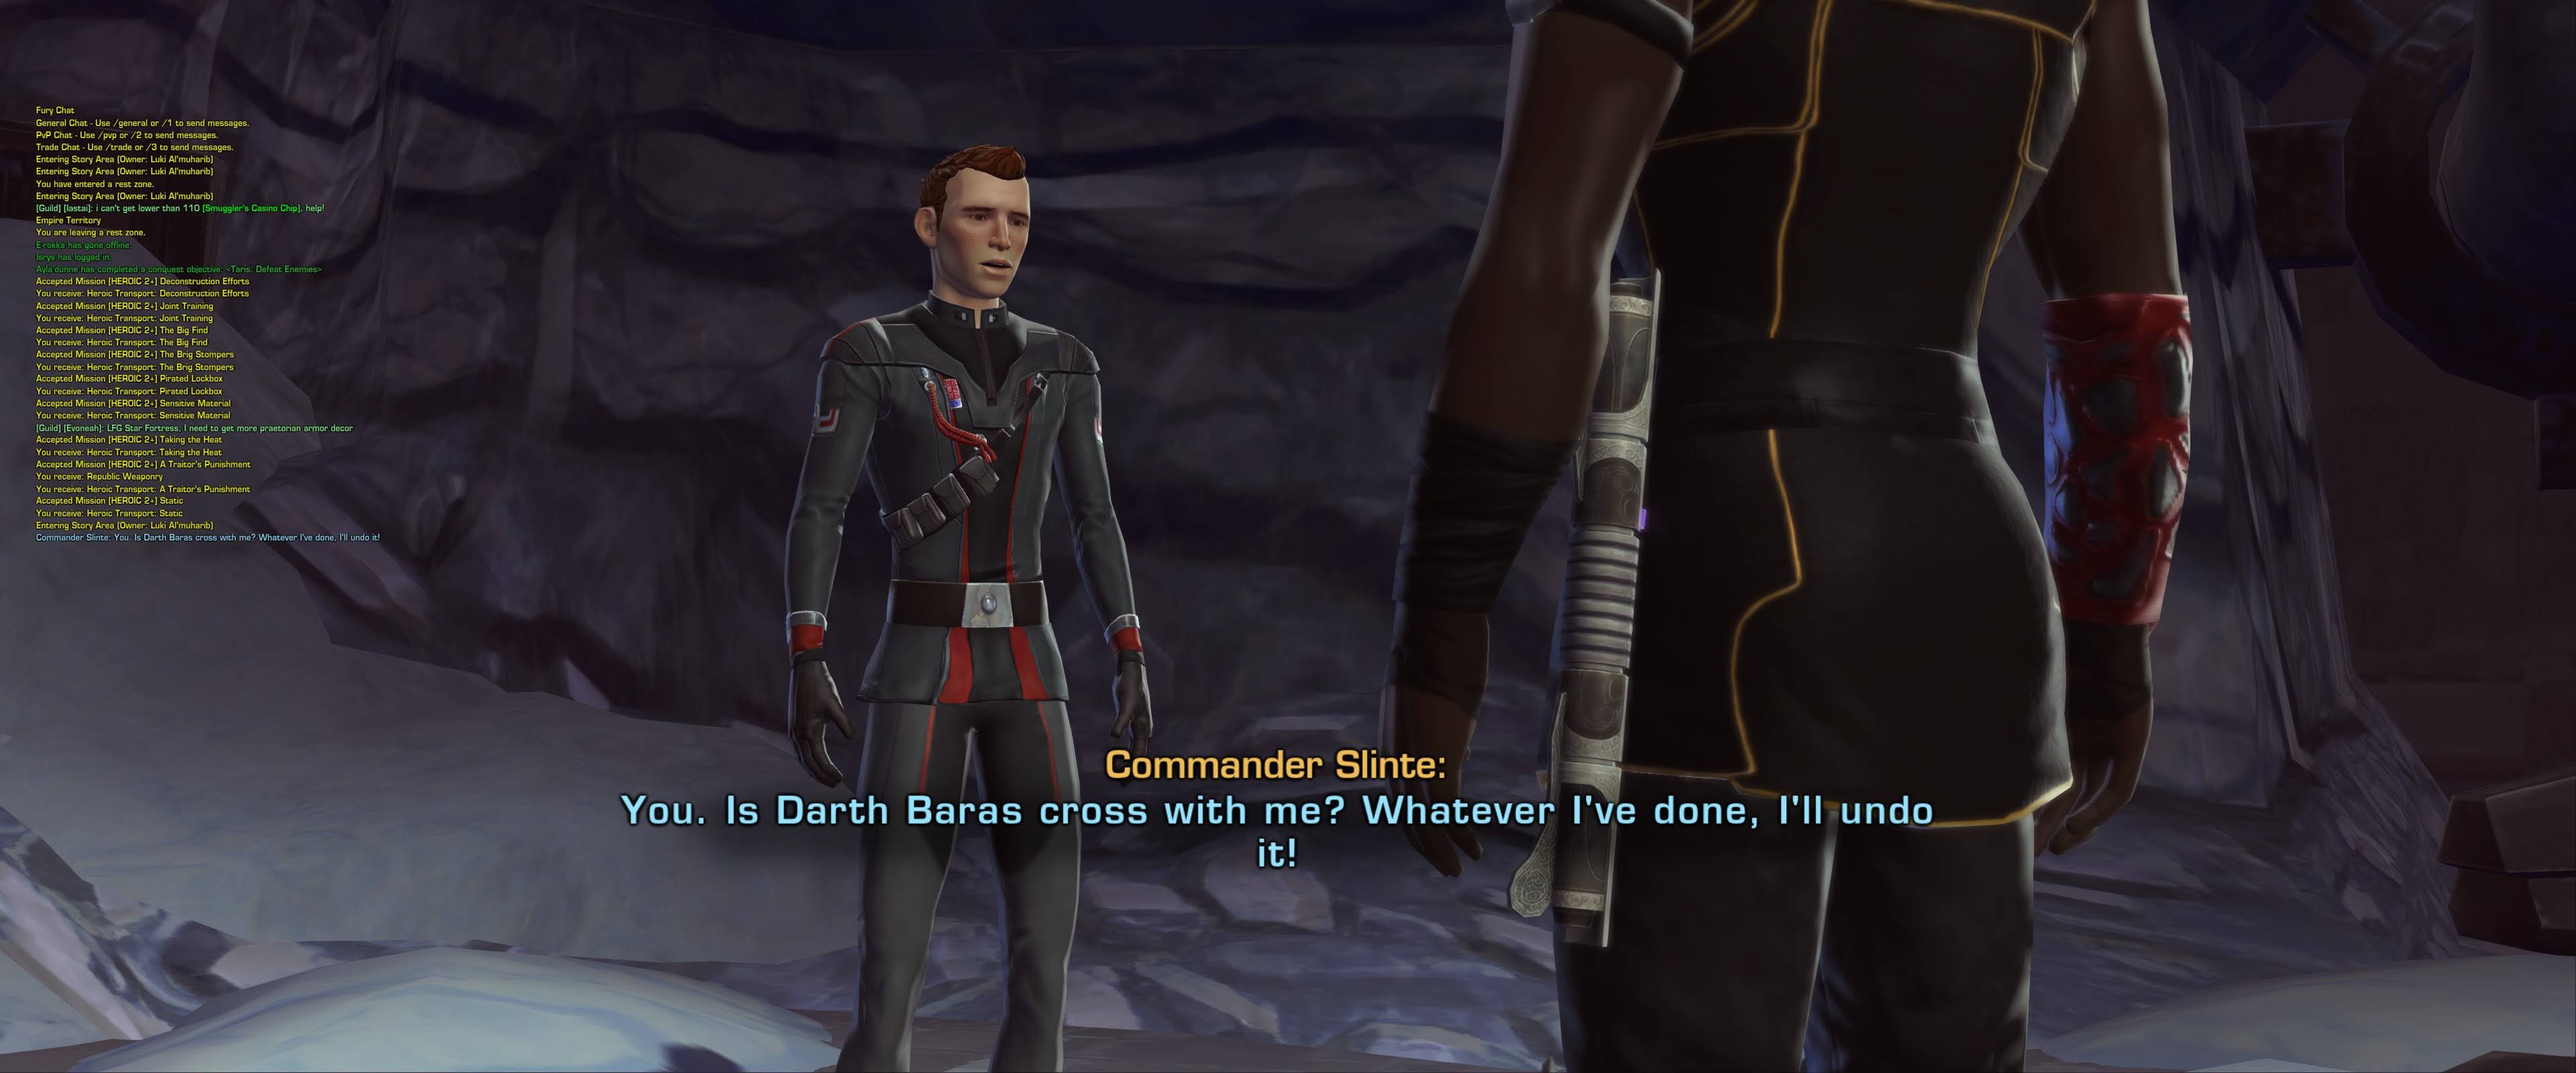 Fury Chat
General Chat - Use /general or /1 to send messages.
PvP Chat - Use /pvp or /2 to send messages.
Trade Chat - Use /trade or /3 to send messages.
Entering Story Area (Owner: Luki Al'muharib)
Entering Story Area (Owner: Luki Al'muharib)
You have entered a rest zone.
Entering Story Area (Owner: Luki Al'muharib)
[Guild] [Iastai]: i can't get lower than 110 [Smuggler's Casino Chip], help!
Empire Territory
You are leaving a rest zone.
E-rokka has gone offline.
Isrys has logged in.
Ayla'dunne has completed a conquest objective: <Taris: Defeat Enemies>
Accepted Mission [HEROIC 2+] Deconstruction Efforts
You receive: Heroic Transport: Deconstruction Efforts
Accepted Mission [HEROIC 2+] Joint Training
You receive: Heroic Transport: Joint Training
Accepted Mission [HEROIC 2+] The Big Find
You receive: Heroic Transport: The Big Find
Accepted Mission [HEROIC 2+] The Brig Stompers
You receive: Heroic Transport: The Brig Stompers
Accepted Mission [HEROIC 2+] Pirated Lockbox
You receive: Heroic Transport: Pirated Lockbox
Accepted Mission [HEROIC 2+] Sensitive Material
You receive: Heroic Transport: Sensitive Material
[Guild] [Evoneah]: LFG Star Fortress, I need to get more praetorian armor decor
Accepted Mission [HEROIC 2+] Taking the Heat
You receive: Heroic Transport: Taking the Heat
Accepted Mission [HEROIC 2+] A Traitor's Punishment
You receive: Republic Weaponry
You receive: Heroic Transport: A Traitor's Punishment
Accepted Mission [HEROIC 2+] Static
You receive: Heroic Transport: Static
Entering Story Area (Owner: Luki Al'muharib)
Commander Slinte: You. Is Darth Baras cross with me? Whatever I've done, I'll undo it!
Commander Slinte:
You. Is Darth Baras cross with me? Whatever I've done, I'll undo
it!